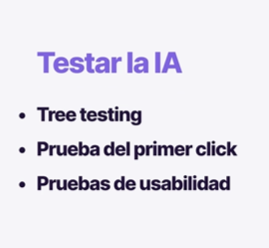 Testar la IA
• Tree testing
• Prueba del primer click
• Pruebas de usabilidad